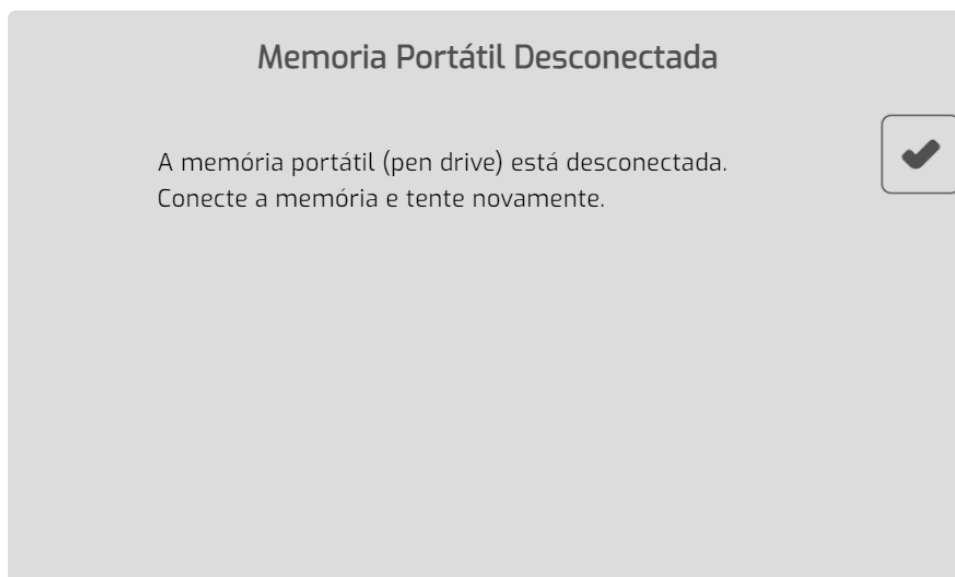 Memoria Portátil Desconectada
A memória portátil (pen drive) está desconectada.
Conecte a memória e tente novamente.